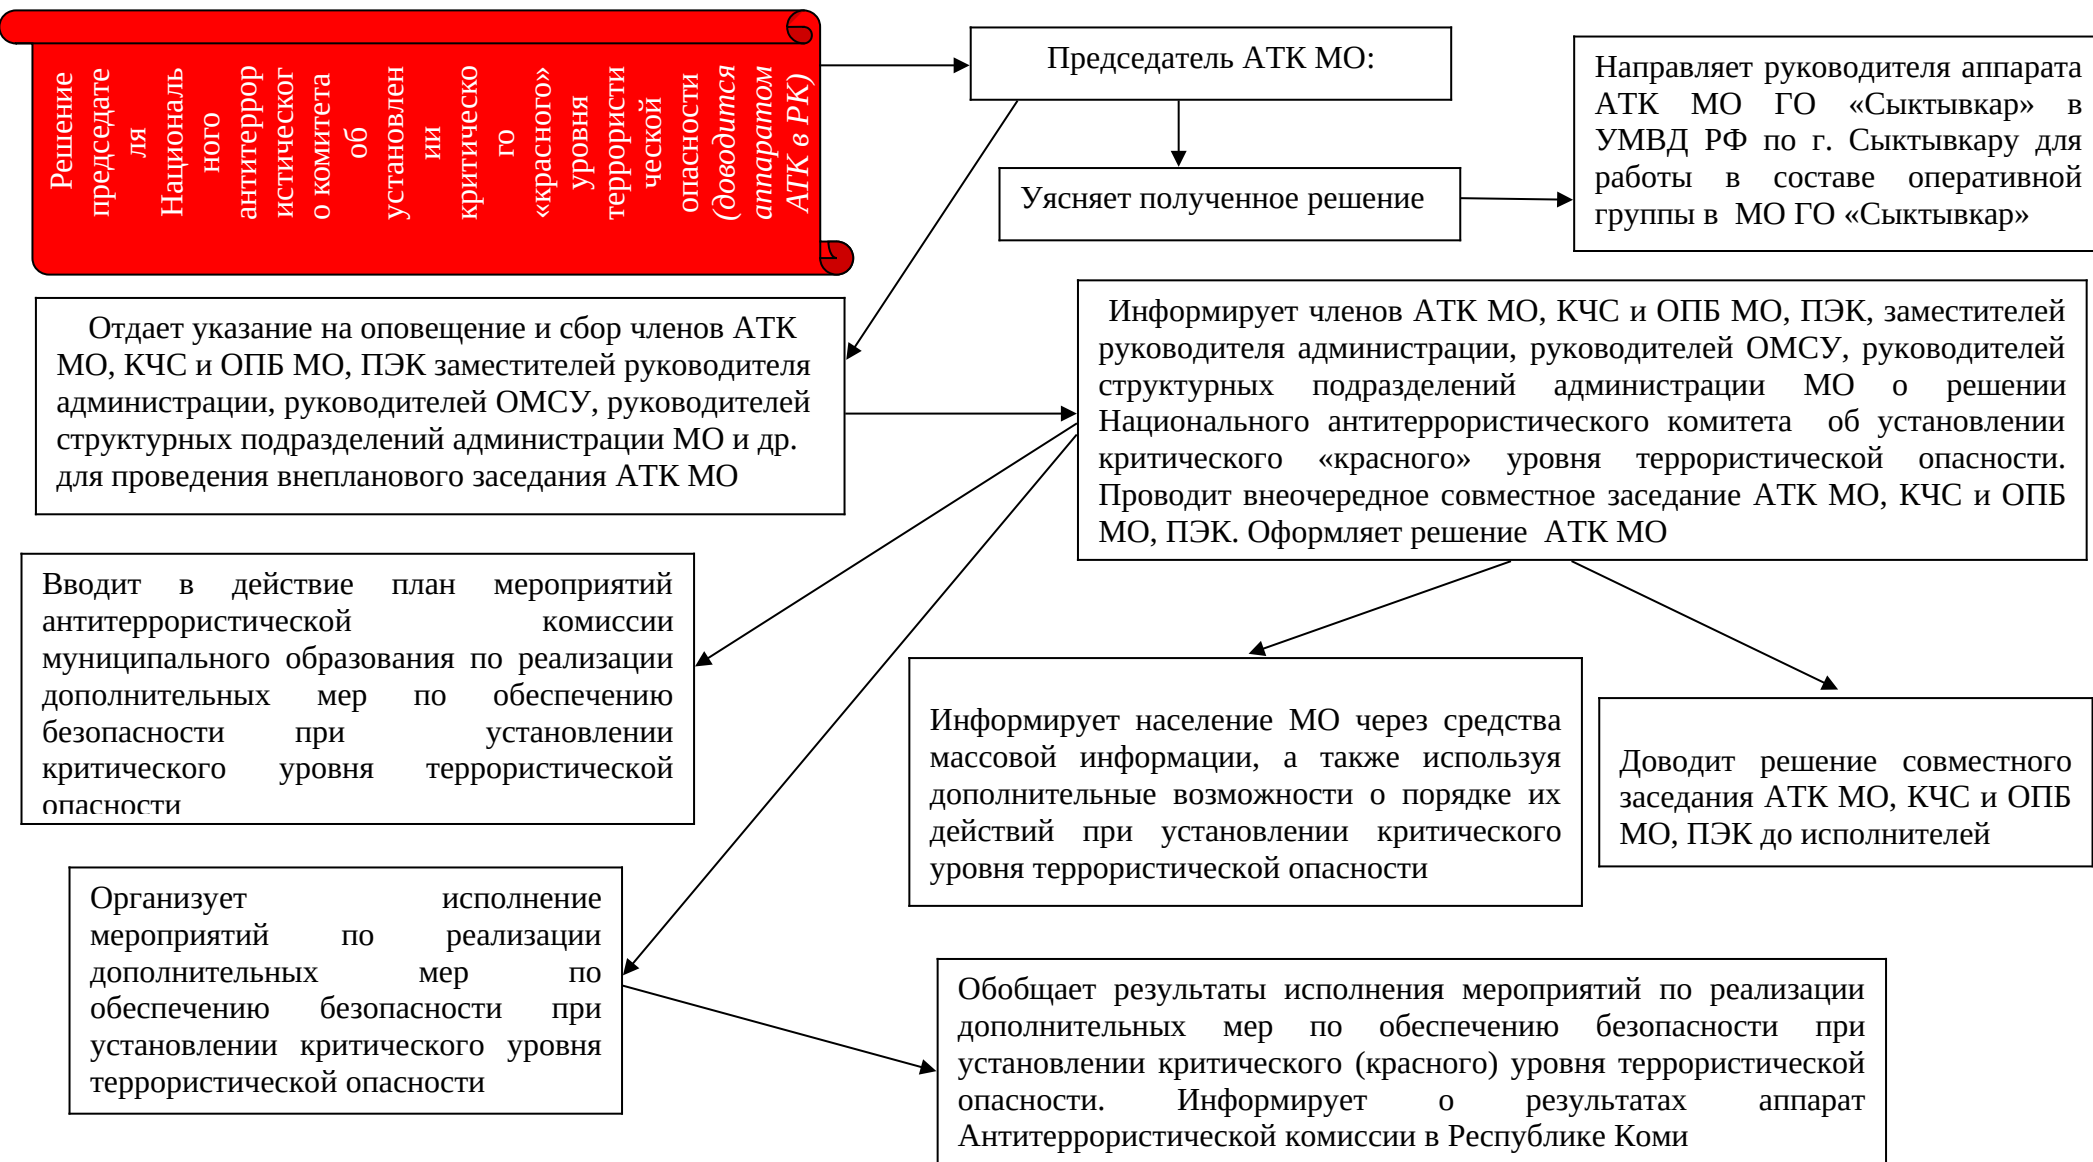 Решение
председате
ля
Националь
ного
антитеррор
истическог
о комитета
об
установлен
ии
критическо
го
«красного»
уровня
террористи
ческой
опасности
(доводится
аппаратом
АТК в РК)
Председатель АТК МО:
Направляет руководителя аппарата
АТК МО ГО «Сыктывкар» в
УМВД РФ по г. Сыктывкару для
работы в составе оперативной
группы в МО ГО «Сыктывкар»
Уясняет полученное решение
Отдает указание на оповещение и сбор членов АТК
МО, КЧС и ОПБ МО, ПЭК заместителей руководителя
администрации, руководителей ОМСУ, руководителей
структурных подразделений администрации МО и др.
для проведения внепланового заседания АТК МО
Информирует членов АТК МО, КЧС и ОПБ МО, ПЭК, заместителей
руководителя администрации, руководителей ОМСУ, руководителей
структурных подразделений администрации МО о решении
Национального антитеррористического комитета об установлении
критического «красного» уровня террористической опасности.
Проводит внеочередное совместное заседание АТК МО, КЧС и ОПБ
МО, ПЭК. Оформляет решение АТК МО
Вводит в действие план мероприятий
антитеррористической комиссии
муниципального образования по реализации
дополнительных мер по обеспечению
безопасности при установлении
критического уровня террористической
опасности
Информирует население МО через средства
массовой информации, а также используя
дополнительные возможности о порядке их
действий при установлении критического
уровня террористической опасности
Доводит решение совместного
заседания АТК МО, КЧС и ОПБ
МО, ПЭК до исполнителей
Организует исполнение
мероприятий по реализации
дополнительных мер по
обеспечению безопасности при
установлении критического уровня
террористической опасности
Обобщает результаты исполнения мероприятий по реализации
дополнительных мер по обеспечению безопасности при
установлении критического (красного) уровня террористической
опасности. Информирует о результатах аппарат
Антитеррористической комиссии в Республике Коми